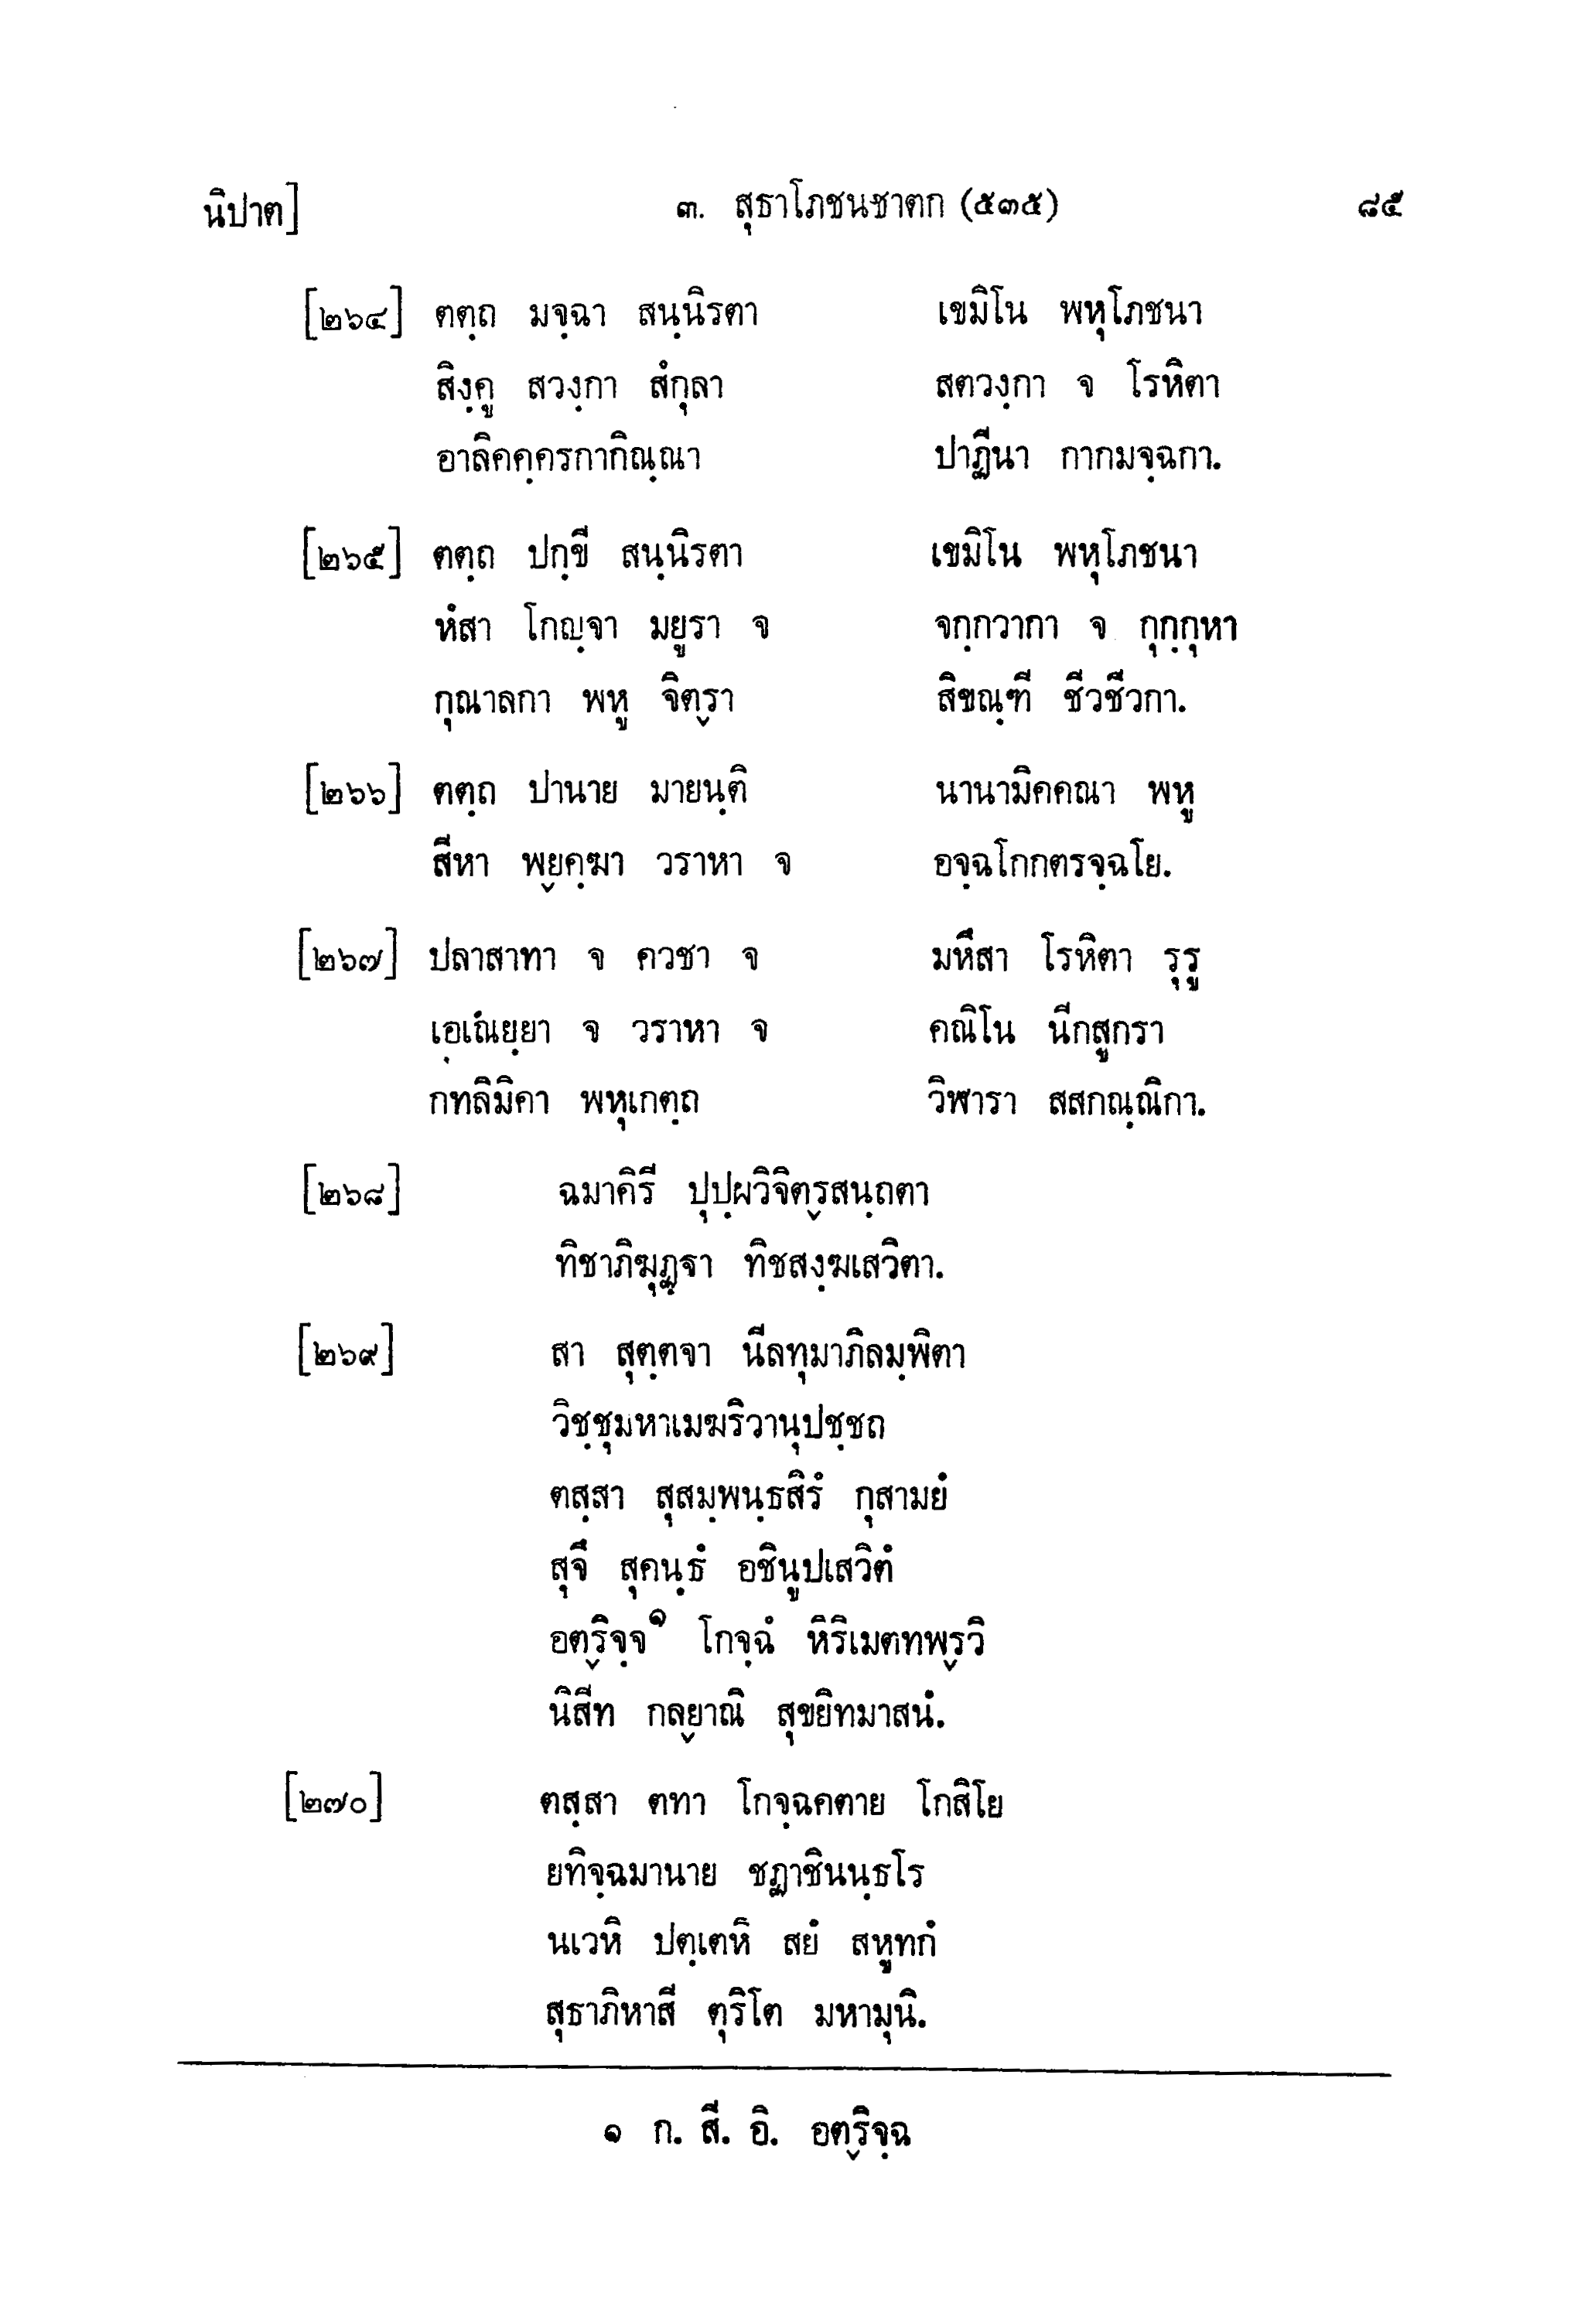 นิปาต] ๓. สุธาโภชนชาตก (๕๓๕) ๘๕
[๒๖๔] ตตฺถ มจฺฉา สนฺนิรตา เขมิโน พหุโภชนา
สิงฺคู สวงฺกา สํกุลา สตวงฺกา จ โรหิตา
อาลิคคฺครกากิณฺณา ปาฐีนา กากมจฺฉกา.
[๒๖๕] ตตฺถ ปกฺขี สนฺนิรตา เขมิโน พหุโภชนา
หํสา โกญฺจา มยูรา จ จกฺกวากา จ กุกฺกุหา
กุณาลกา พหู จิตฺรา สิขณฺฑี ชีวชีวกา.
[๒๖๖] ตตฺถ ปานาย มายนฺติ นานามิคคณา พหู
สีหา พฺยคฺฆา วราหา จ อจฺฉโกกตรจฺฉโย.
[๒๖๗] ปลาสาทา จ ควชา จ มหึสา โรหิตา รุรู
เอเณยฺยา จ วราหา จ คณิโน นีกสูกรา
กทลิมิคา พหุเกตฺถ วิฬารา สสกณฺณิกา.
[๒๖๘] ฉมาคิรี ปุปฺผวิจิตฺรสนฺถตา
ทิชาภิฆุฏฺฐา ทิชสงฺฆเสวิตา.
[๒๖๙] สา สุตฺตจา นีลทุมาภิลมฺพิตา
วิชฺชุมหาเมฆริวานุปชฺชถ
ตสฺสา สุสมฺพนฺธสิรํ กุสามยํ
สุจึ สุคนฺธํ อชินูปเสวิตํ
อตฺริจฺจ๑ โกจฺฉํ หิริเมตทพฺรวิ
นิสีท กลฺยาณิ สุขยิทมาสนํ.
[๒๗๐] ตสฺสา ตทา โกจฺฉคตาย โกสิโย
ยทิจฺฉมานาย ชฏาชินนฺธโร
นเวหิ ปตฺเตหิ สยํ สหูทกํ
สุธาภิหาสี ตุริโต มหามุนิ.
๑ ก. สี. อิ. อตฺริจฺฉ